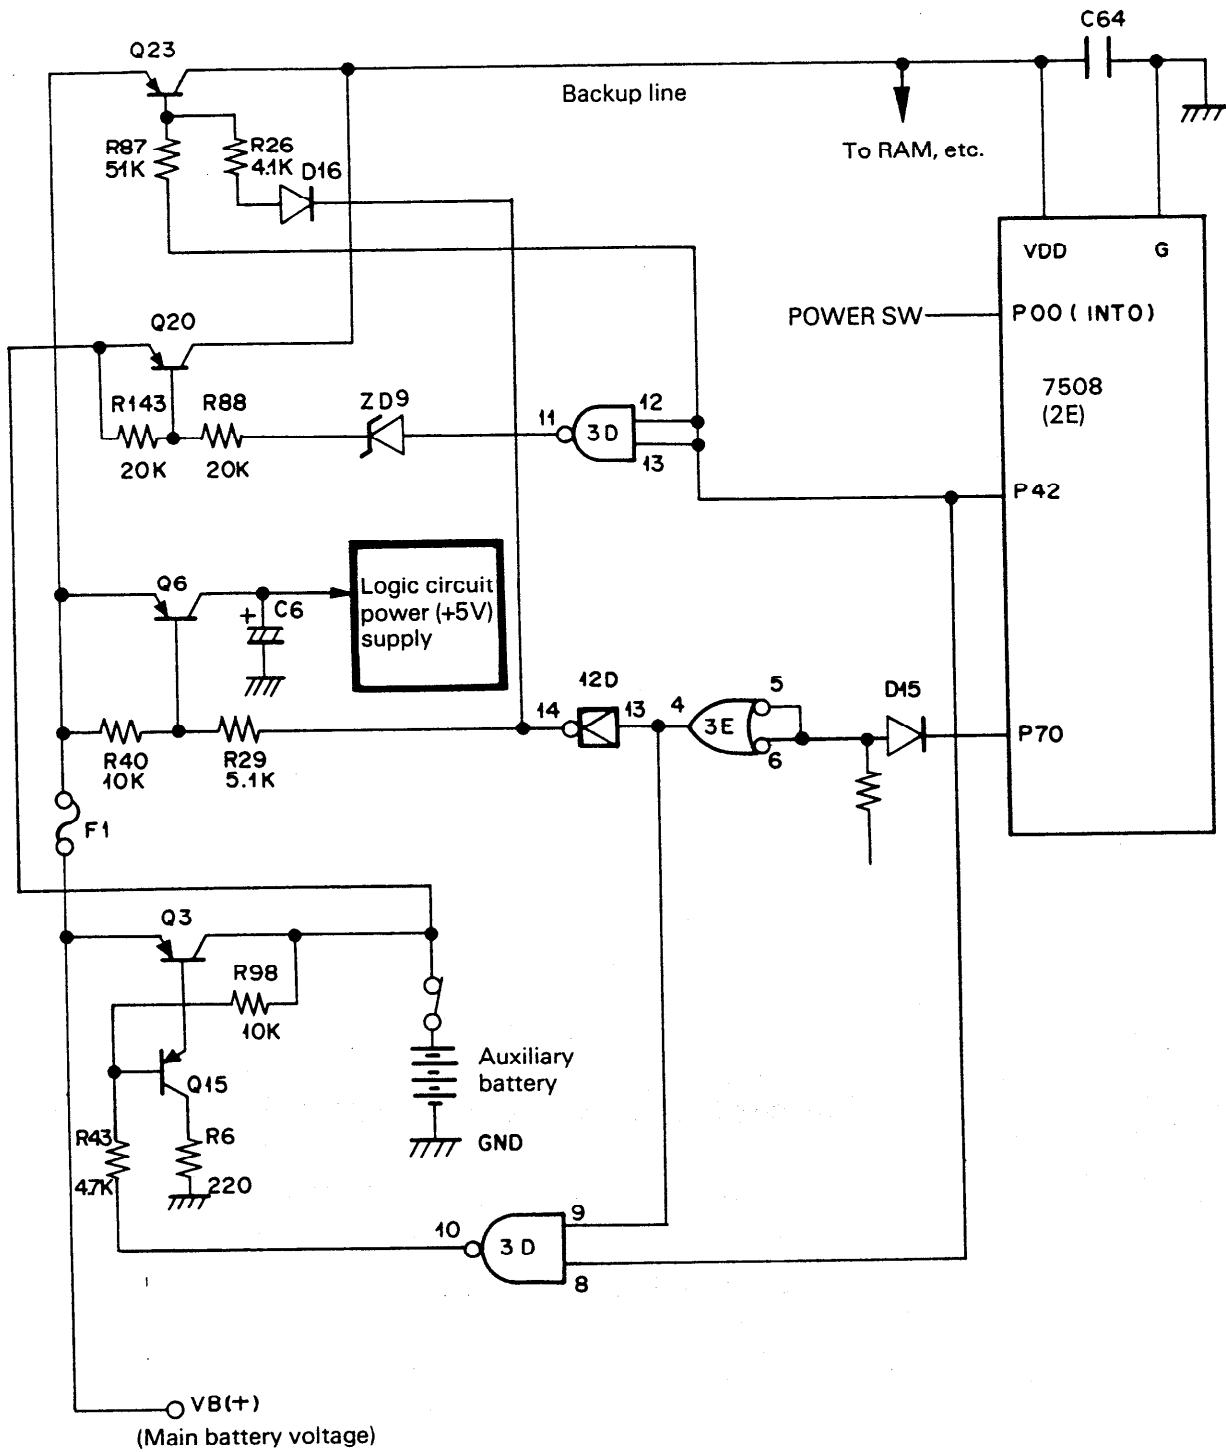 C64
Q23
Backup line
To RAM, etc.
R87
51K
R26
4.1K
D16
VDD
G
POWER SW
P00 ( INTO )
7508
(2E)
Q20
R143
20K
R88
20K
ZD9
11
3D
12
13
P42
Q6
+
C6
Logic circuit
power (+5V)
supply
12D
14
13
4
3E
5
6
D15
P70
R40
10K
R29
5.1K
F1
Q3
R98
10K
Q15
Auxiliary
battery
GND
R43
4.7K
R6
220
10
3D
9
8
VB(+)
(Main battery voltage)